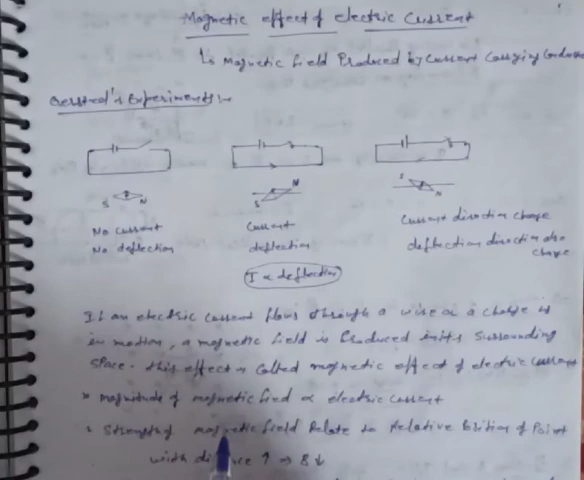 Magnetic effect of electric current
↳ Magnetic field Produced by current carrying conductor
Oersted's Experiments :-
S N
N
S
S
N
No current
No deflection
Current
deflection
Current direction change
deflection direction also
change
I ∝ deflection
If an electric current flows through a wire or a charge is
in motion, a magnetic field is Produced in its surrounding
space. this effect is called magnetic effect of electric current
» magnitude of magnetic field ∝ electric current
Strength of magnetic field Relate to Relative Position of Point
with dis ce ↑ ⇒ B ↓